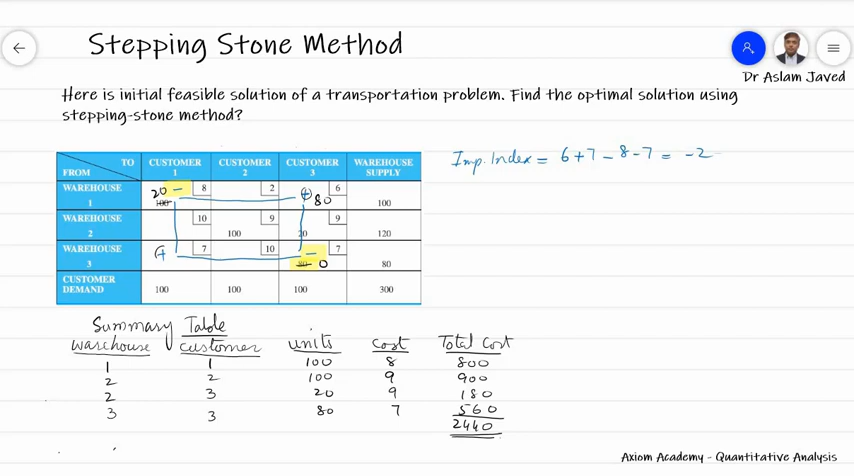 Stepping Stone Method
Dr Aslam Javed
Here is initial feasible solution of a transportation problem. Find the optimal solution using
stepping-stone method?
Imp. Index = 6 + 7 - 8 - 7 = -2
TO CUSTOMER CUSTOMER CUSTOMER WAREHOUSE
FROM 1 2 3 SUPPLY
WAREHOUSE 20 - 8 2 + 6
1 100 80 100
WAREHOUSE 10 9 9
2 100 20 120
WAREHOUSE + 7 10 - 7
3 80 0 80
CUSTOMER
DEMAND 100 100 100 300
Summary Table
warehouse customer units cost Total Cost
1 1 100 8 800
2 2 100 9 900
2 3 20 9 180
3 3 80 7 560
2440
Axiom Academy - Quantitative Analysis